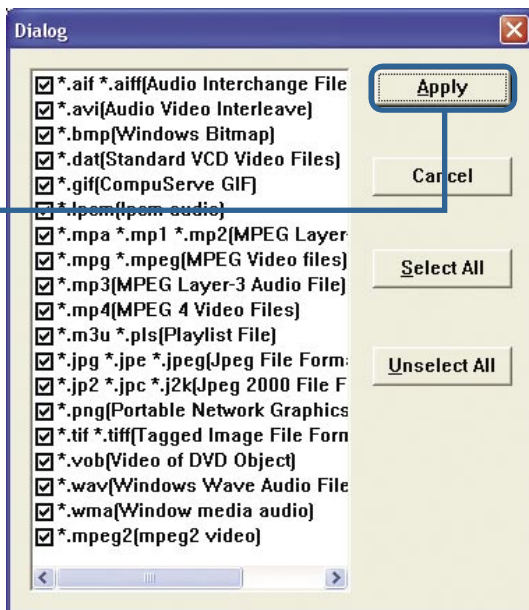 Dialog
*.aif *.aiff(Audio Interchange File
*.avi(Audio Video Interleave)
*.bmp(Windows Bitmap)
*.dat(Standard VCD Video Files)
*.gif(CompuServe GIF)
*.lpcm(lpcm audio)
*.mpa *.mp1 *.mp2(MPEG Layer-
*.mpg *.mpeg(MPEG Video files)
*.mp3(MPEG Layer-3 Audio File)
*.mp4(MPEG 4 Video Files)
*.m3u *.pls(Playlist File)
*.jpg *.jpe *.jpeg(Jpeg File Form
*.jp2 *.jpc *.j2k(Jpeg 2000 File F
*.png(Portable Network Graphics
*.tif *.tiff(Tagged Image File Form
*.vob(Video of DVD Object)
*.wav(Windows Wave Audio File
*.wma(Window media audio)
*.mpeg2(mpeg2 video)
Apply
Cancel
Select All
Unselect All